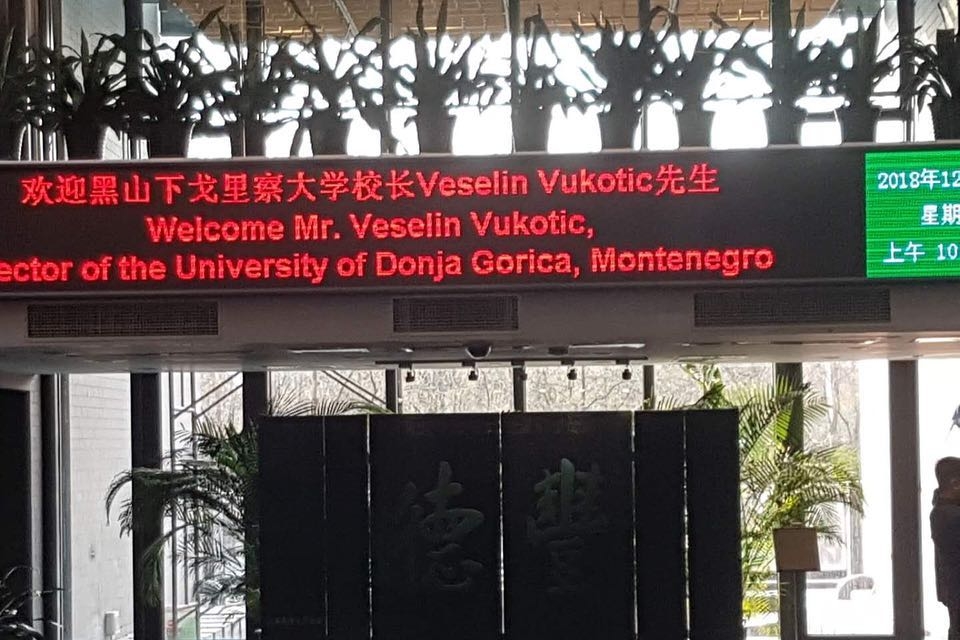 欢迎黑山下戈里察大学校长Veselin Vukotic先生
Welcome Mr. Veselin Vukotic,
ector of the University of Donja Gorica, Montenegro
2018年12
星期
上午 10
德 豐